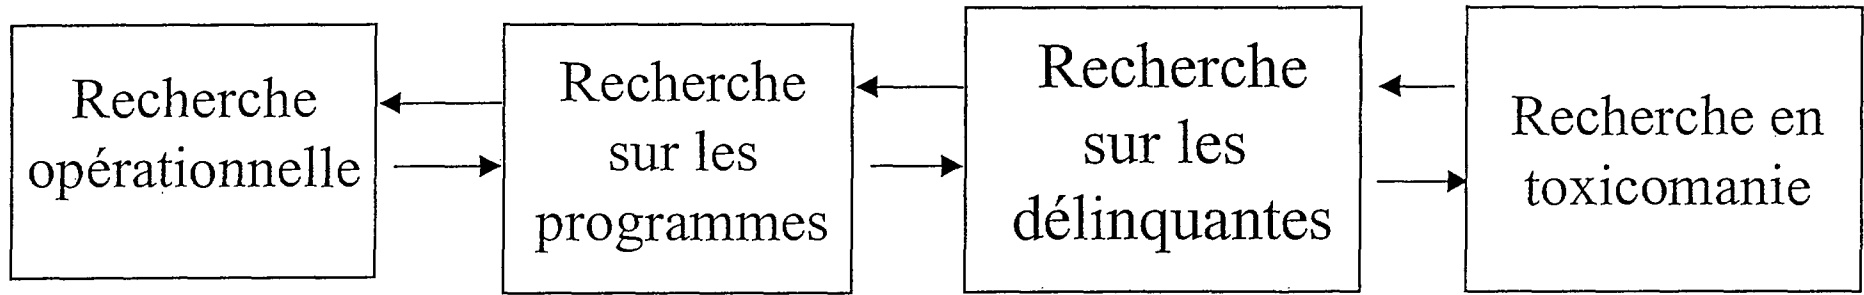 Recherche
opérationnelle
Recherche
sur les
programmes
Recherche
sur les
délinquantes
Recherche en
toxicomanie